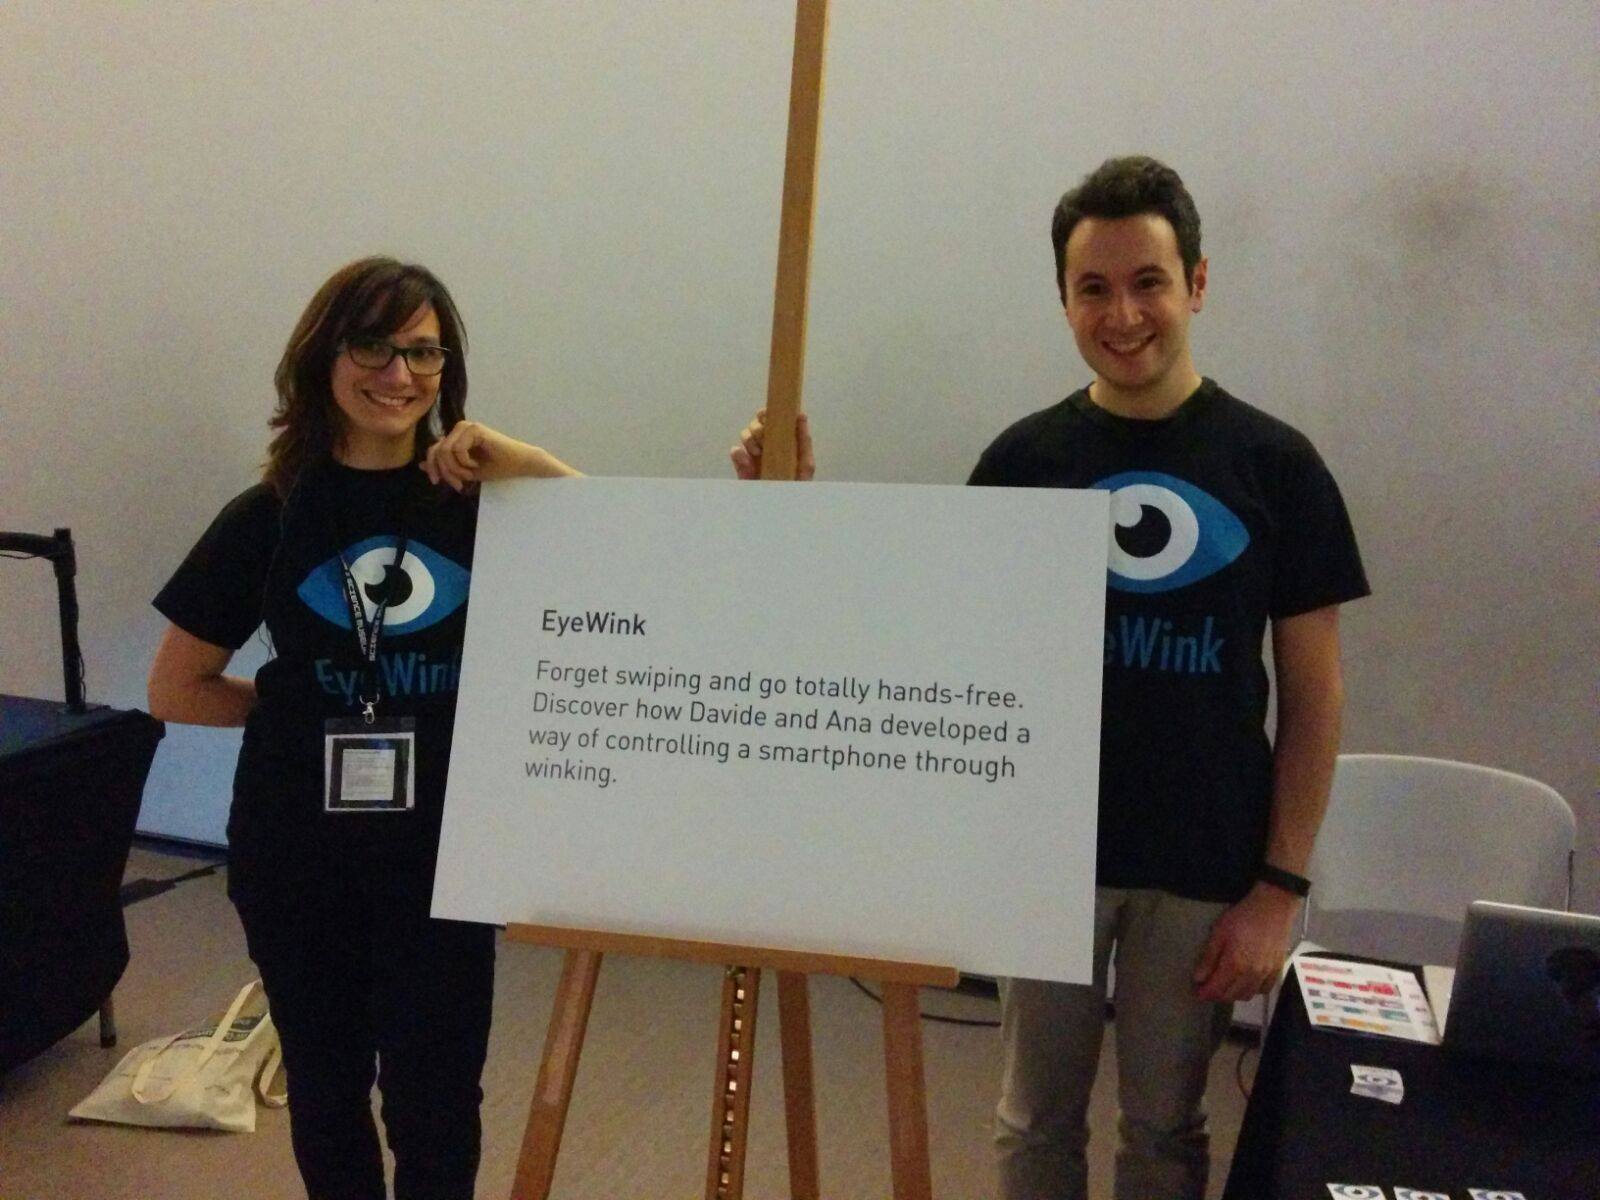 EyeWink
Forget swiping and go totally hands-free.
Discover how Davide and Ana developed a
way of controlling a smartphone through
winking.
EyeWink
eWink
SCIENCE